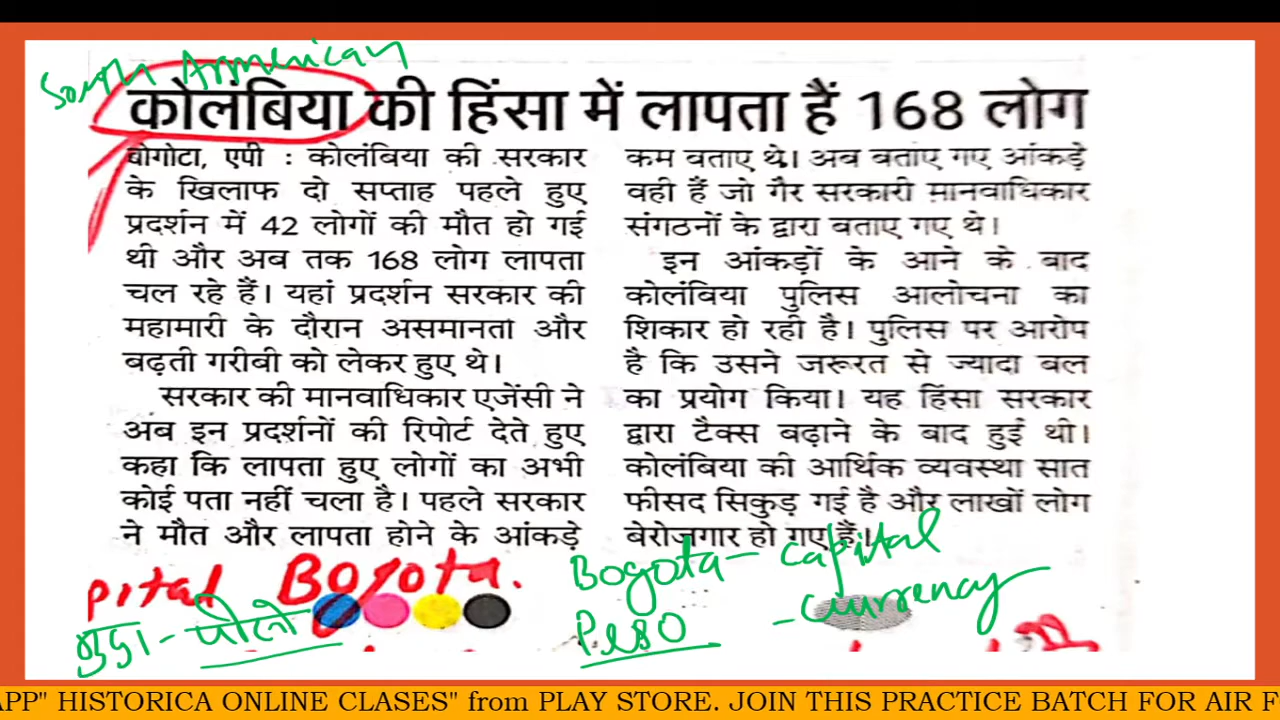 South American
कोलंबिया की हिंसा में लापता हैं 168 लोग
बोगोटा, एपी : कोलंबिया की सरकार
के खिलाफ दो सप्ताह पहले हुए
प्रदर्शन में 42 लोगों की मौत हो गई
थी और अब तक 168 लोग लापता
चल रहे हैं। यहां प्रदर्शन सरकार की
महामारी के दौरान असमानता और
बढ़ती गरीबी को लेकर हुए थे।
सरकार की मानवाधिकार एजेंसी ने
अब इन प्रदर्शनों की रिपोर्ट देते हुए
कहा कि लापता हुए लोगों का अभी
कोई पता नहीं चला है। पहले सरकार
ने मौत और लापता होने के आंकड़े
कम बताए थे। अब बताए गए आंकड़े
वही हैं जो गैर सरकारी मानवाधिकार
संगठनों के द्वारा बताए गए थे।
इन आंकड़ों के आने के बाद
कोलंबिया पुलिस आलोचना का
शिकार हो रही है। पुलिस पर आरोप
है कि उसने जरूरत से ज्यादा बल
का प्रयोग किया। यह हिंसा सरकार
द्वारा टैक्स बढ़ाने के बाद हुई थी।
कोलंबिया की आर्थिक व्यवस्था सात
फीसद सिकुड़ गई है और लाखों लोग
बेरोजगार हो गए हैं।
pital Bogota.
Bogota - capital
Peso - currency
APP" HISTORICA ONLINE CLASES" from PLAY STORE. JOIN THIS PRACTICE BATCH FOR AIR F